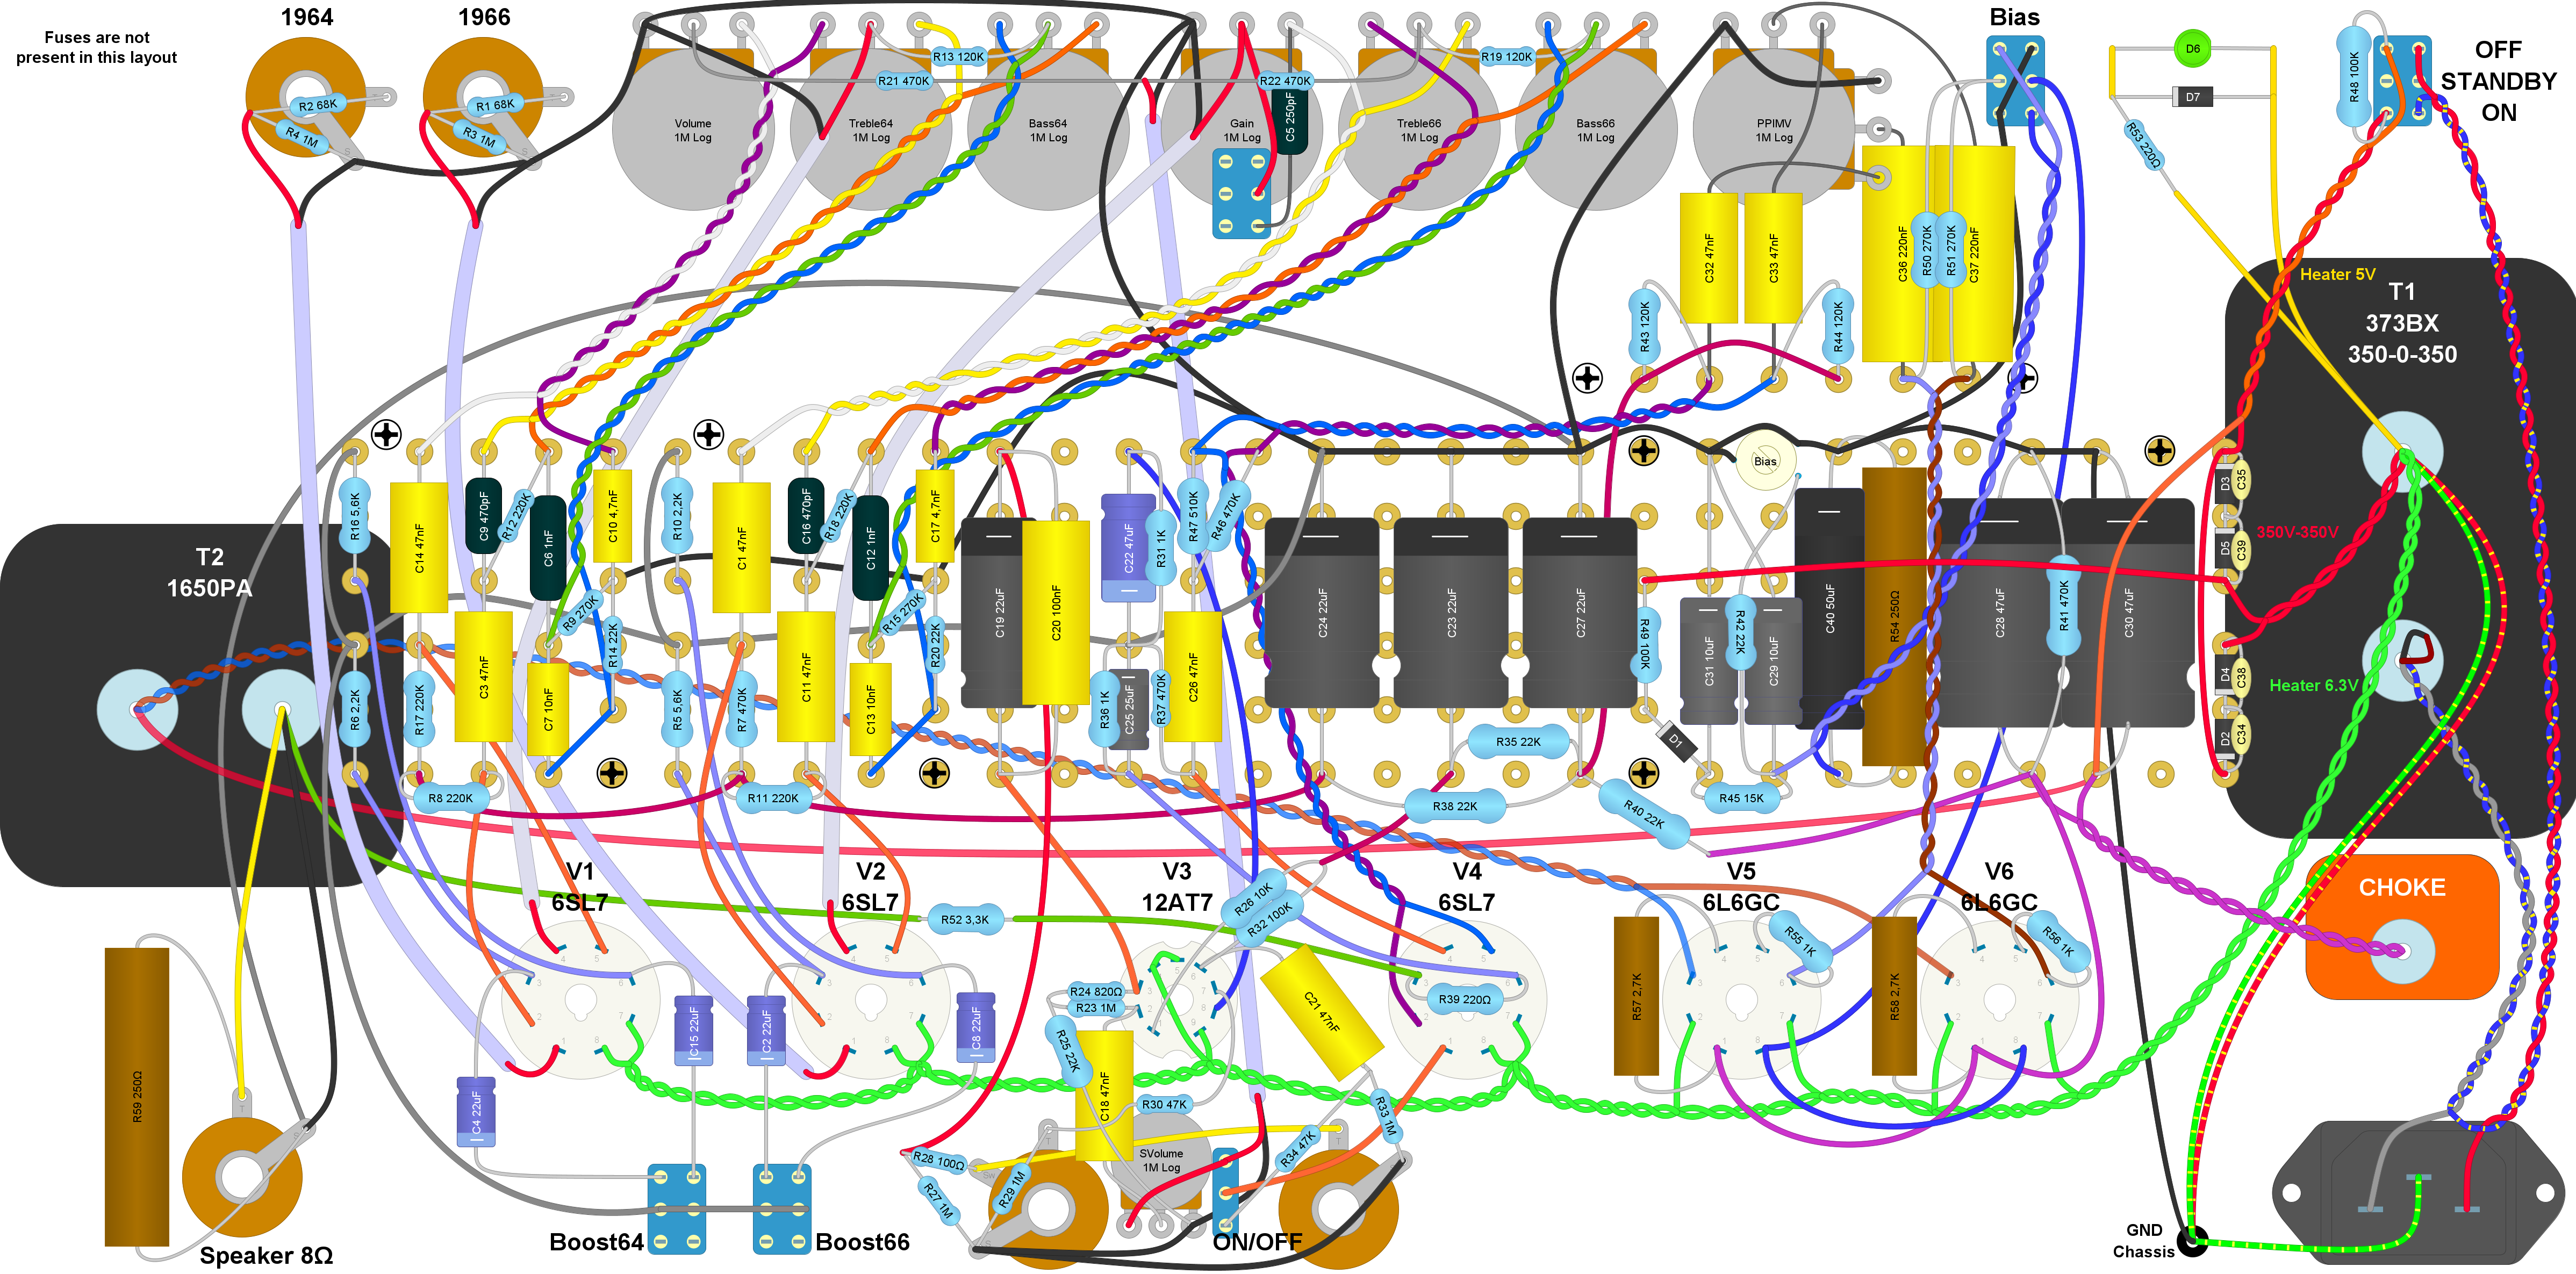 1964
1966
Fuses are not
present in this layout
R2 68K
R4 1M
S
R1 68K
R3 1M
S
Volume
1M Log
Treble64
1M Log
Bass64
1M Log
Gain
1M Log
Treble66
1M Log
Bass66
1M Log
PPIMV
1M Log
R21 470K
R13 120K
R22 470K
R19 120K
C5 250pF
Bias
D6
D7
R53 220Ω
R48 100K
OFF
STANDBY
ON
C32 47nF
C33 47nF
C36 220nF
R50 270K
R51 270K
C37 220nF
R43 120K
R44 120K
Heater 5V
T1
373BX
350-0-350
350V-350V
Heater 6.3V
T2
1650PA
R16 5,6K
C14 47nF
C9 470pF
R12 220K
C6 1nF
C10 4,7nF
R10 2,2K
C1 47nF
C16 470pF
R18 220K
C12 1nF
C17 4,7nF
C19 22uF
C20 100nF
C22 47uF
R31 1K
R47 510K
R46 470K
C24 22uF
C23 22uF
C27 22uF
Bias
C40 50uF
R54 250Ω
C28 47uF
R41 470K
C30 47uF
D3
C35
D5
C39
D4
C38
D2
C34
R6 2,2K
R17 220K
C3 47nF
C7 10nF
R9 270K
R14 22K
R5 5,6K
R7 470K
C11 47nF
C13 10nF
R15 270K
R20 22K
R36 1K
C25 25uF
R37 470K
C26 47nF
R49 100K
D1
C31 10uF
R42 22K
C29 10uF
R35 22K
R8 220K
R11 220K
R38 22K
R40 22K
R45 15K
V1
6SL7
V2
6SL7
V3
12AT7
V4
6SL7
V5
6L6GC
V6
6L6GC
CHOKE
R52 3,3K
R26 10K
R32 100K
R24 820Ω
R23 1M
R25 22K
C18 47nF
C21 47nF
R39 220Ω
R57 2,7K
R55 1K
R58 2,7K
R56 1K
C15 22uF
C2 22uF
C8 22uF
C4 22uF
R59 250Ω
T
S
R30 47K
R33 1M
R34 47K
R28 100Ω
R27 1M
R29 1M
SW
T
T
SVolume
1M Log
Speaker 8Ω
Boost64
Boost66
ON/OFF
GND
Chassis